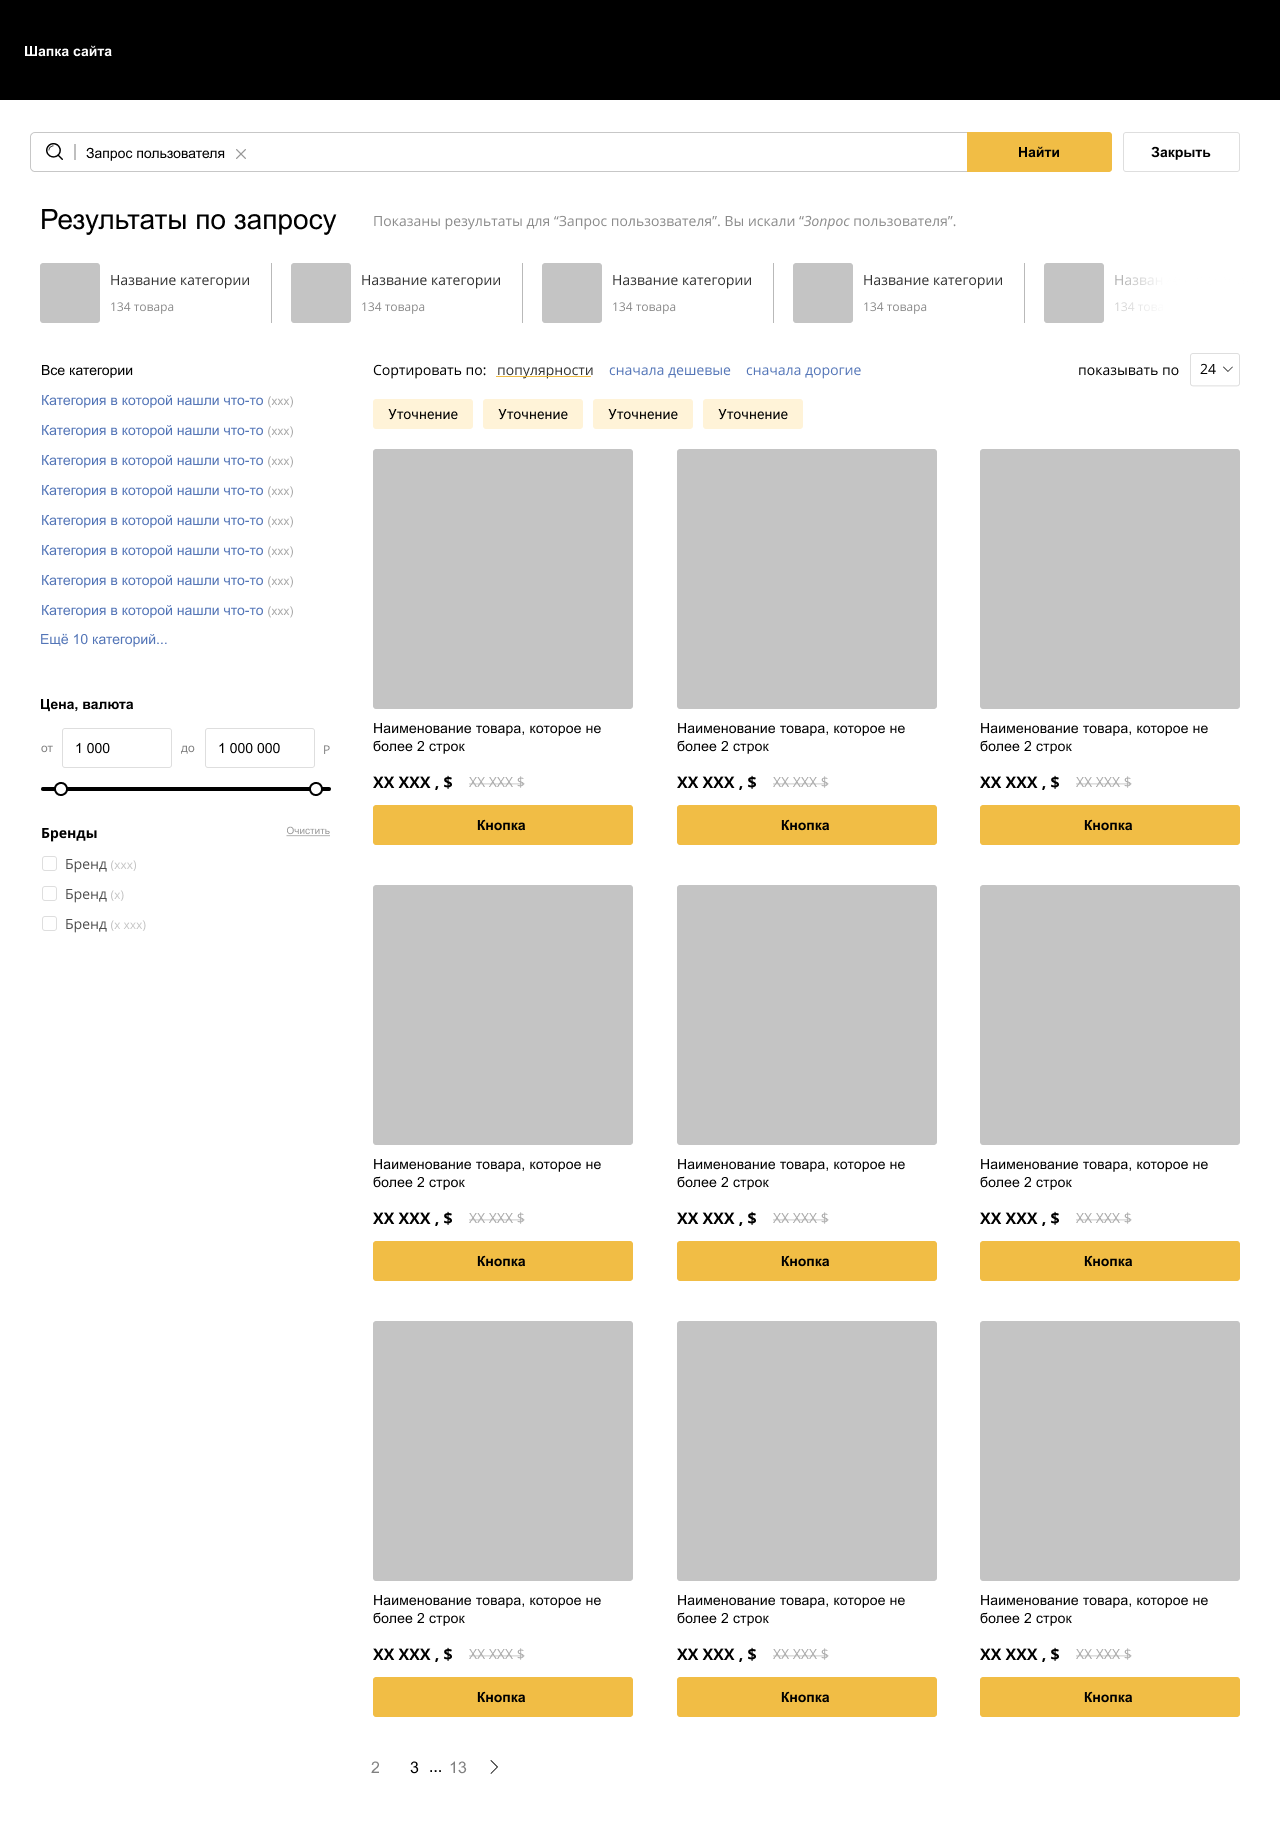 Шапка сайта
Запрос пользователя
Найти
Закрыть
Результаты по запросу
Показаны результаты для “Запрос пользозвателя”. Вы искали “Зопрос пользователя”.
Название категории
134 товара
Название категории
134 товара
Название категории
134 товара
Название категории
134 товара
Назван
134 това
Все категории
Категория в которой нашли что-то (xxx)
Категория в которой нашли что-то (xxx)
Категория в которой нашли что-то (xxx)
Категория в которой нашли что-то (xxx)
Категория в которой нашли что-то (xxx)
Категория в которой нашли что-то (xxx)
Категория в которой нашли что-то (xxx)
Категория в которой нашли что-то (xxx)
Ещё 10 категорий...
Цена, валюта
от 1 000 до 1 000 000 Р
Бренды Очистить
Бренд (xxx)
Бренд (x)
Бренд (x xxx)
Сортировать по: популярности сначала дешевые сначала дорогие
показывать по 24
Уточнение Уточнение Уточнение Уточнение
Наименование товара, которое не
более 2 строк
XX XXX , $ XX XXX $
Кнопка
Наименование товара, которое не
более 2 строк
XX XXX , $ XX XXX $
Кнопка
Наименование товара, которое не
более 2 строк
XX XXX , $ XX XXX $
Кнопка
Наименование товара, которое не
более 2 строк
XX XXX , $ XX XXX $
Кнопка
Наименование товара, которое не
более 2 строк
XX XXX , $ XX XXX $
Кнопка
Наименование товара, которое не
более 2 строк
XX XXX , $ XX XXX $
Кнопка
Наименование товара, которое не
более 2 строк
XX XXX , $ XX XXX $
Кнопка
Наименование товара, которое не
более 2 строк
XX XXX , $ XX XXX $
Кнопка
Наименование товара, которое не
более 2 строк
XX XXX , $ XX XXX $
Кнопка
2 3 ... 13